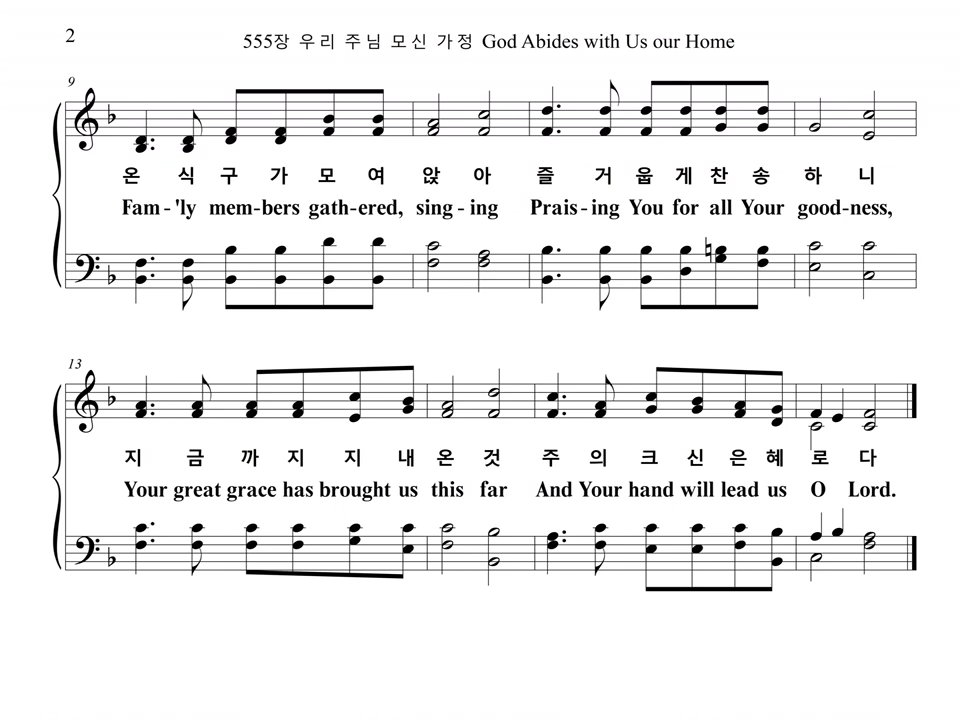 2
555장 우리 주님 모신 가정 God Abides with Us our Home
9
온 식 구 가 모 여 앉 아 즐 거 웁 게 찬 송 하 니
Fam-'ly mem-bers gath-ered, sing-ing Prais-ing You for all Your good-ness,
13
지 금 까 지 지 내 온 것 주 의 크 신 은 혜 로 다
Your great grace has brought us this far And Your hand will lead us O Lord.